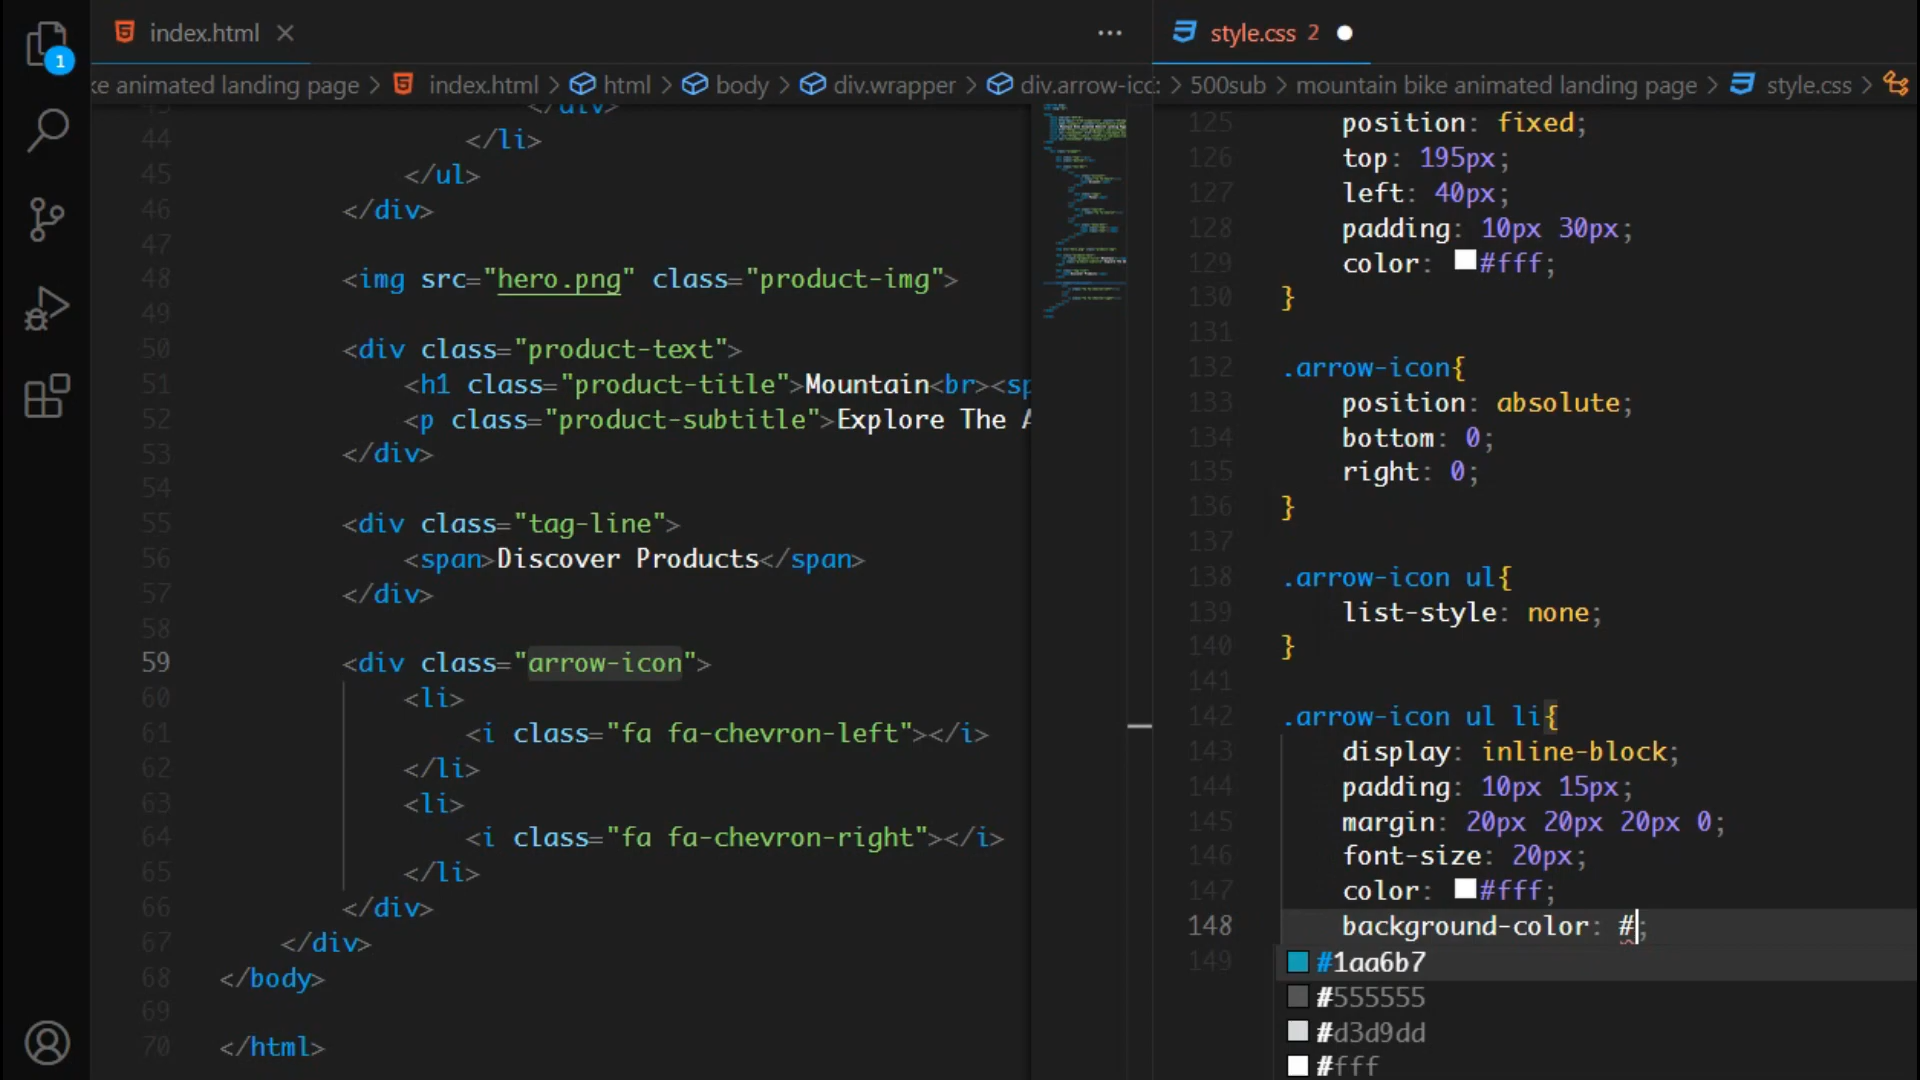 index.html
style.css 2
ke animated landing page > index.html > html > body > div.wrapper > div.arrow-icc
500sub > mountain bike animated landing page > style.css >
43 </div>
44 </li>
45 </ul>
46 </div>
47
48 <img src="hero.png" class="product-img">
49
50 <div class="product-text">
51 <h1 class="product-title">Mountain<br><sp
52 <p class="product-subtitle">Explore The A
53 </div>
54
55 <div class="tag-line">
56 <span>Discover Products</span>
57 </div>
58
59 <div class="arrow-icon">
60 <li>
61 <i class="fa fa-chevron-left"></i>
62 </li>
63 <li>
64 <i class="fa fa-chevron-right"></i>
65 </li>
66 </div>
67 </div>
68 </body>
69
70 </html>
125 position: fixed;
126 top: 195px;
127 left: 40px;
128 padding: 10px 30px;
129 color: #fff;
130 }
131
132 .arrow-icon{
133 position: absolute;
134 bottom: 0;
135 right: 0;
136 }
137
138 .arrow-icon ul{
139 list-style: none;
140 }
141
142 .arrow-icon ul li{
143 display: inline-block;
144 padding: 10px 15px;
145 margin: 20px 20px 20px 0;
146 font-size: 20px;
147 color: #fff;
148 background-color: #;
149
#1aa6b7
#555555
#d3d9dd
#fff
1